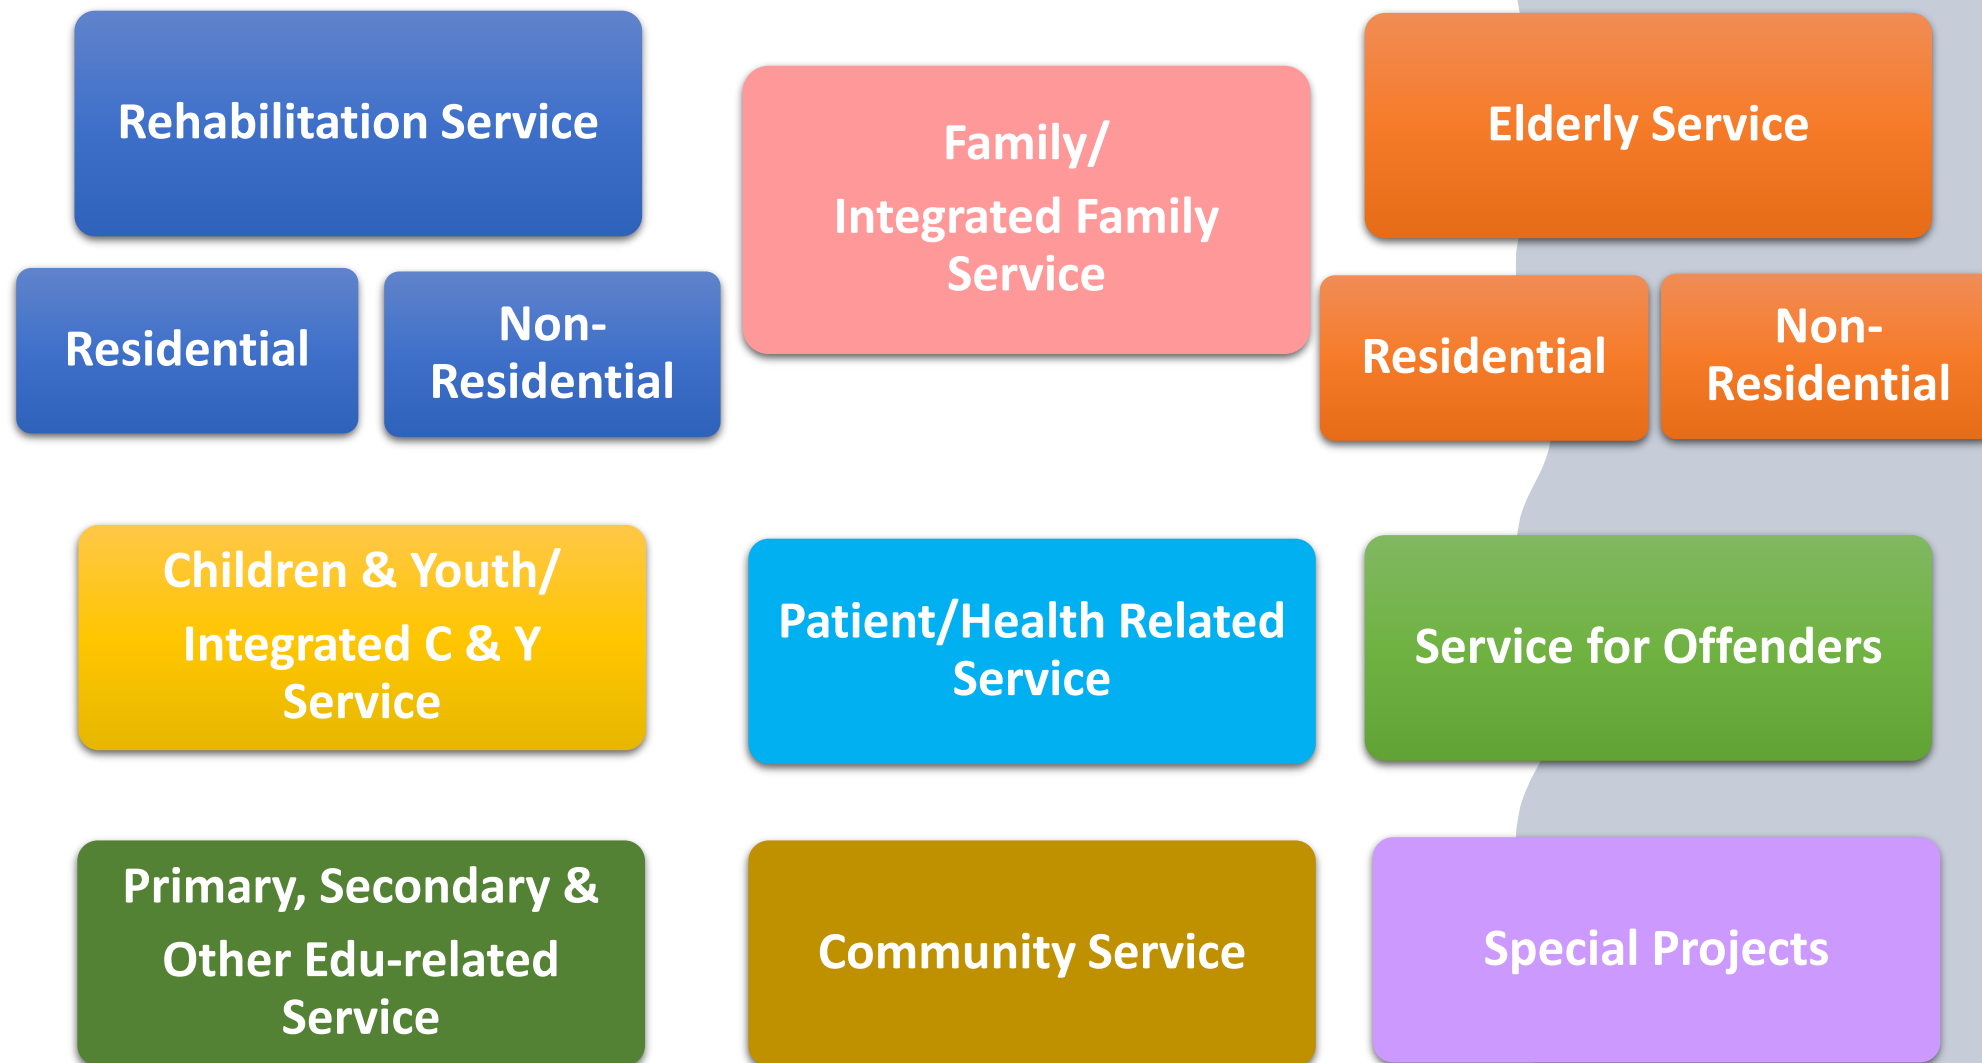 Rehabilitation Service
Family/
Integrated Family
Service
Elderly Service
Residential
Non-
Residential
Residential
Non-
Residential
Children & Youth/
Integrated C & Y
Service
Patient/Health Related
Service
Service for Offenders
Primary, Secondary &
Other Edu-related
Service
Community Service
Special Projects